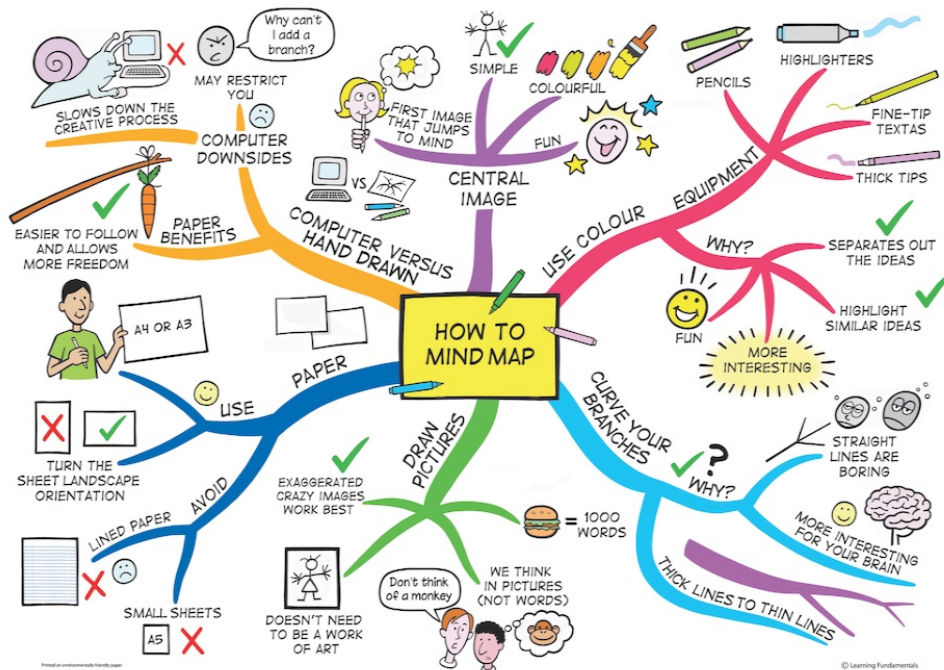 HOW TO
MIND MAP
CENTRAL
IMAGE
FIRST IMAGE
THAT JUMPS
TO MIND
SIMPLE
COLOURFUL
FUN
USE COLOUR
EQUIPMENT
PENCILS
HIGHLIGHTERS
FINE-TIP
TEXTAS
THICK TIPS
WHY?
SEPARATES OUT
THE IDEAS
HIGHLIGHT
SIMILAR IDEAS
MORE
INTERESTING
FUN
CURVE YOUR
BRANCHES
?
WHY?
STRAIGHT
LINES ARE
BORING
MORE INTERESTING
FOR YOUR BRAIN
THICK LINES TO THIN LINES
DRAW
PICTURES
EXAGGERATED
CRAZY IMAGES
WORK BEST
= 1000
WORDS
DOESN'T NEED
TO BE A WORK
OF ART
WE THINK
IN PICTURES
(NOT WORDS)
Don't think
of a monkey
PAPER
USE
A4 OR A3
TURN THE
SHEET LANDSCAPE
ORIENTATION
AVOID
LINED PAPER
SMALL SHEETS
A5
COMPUTER VERSUS
HAND DRAWN
VS
COMPUTER
DOWNSIDES
MAY RESTRICT
YOU
Why can't
I add a
branch?
SLOWS DOWN THE
CREATIVE PROCESS
PAPER
BENEFITS
EASIER TO FOLLOW
AND ALLOWS
MORE FREEDOM
Printed on environmentally friendly paper
© Learning Fundamentals